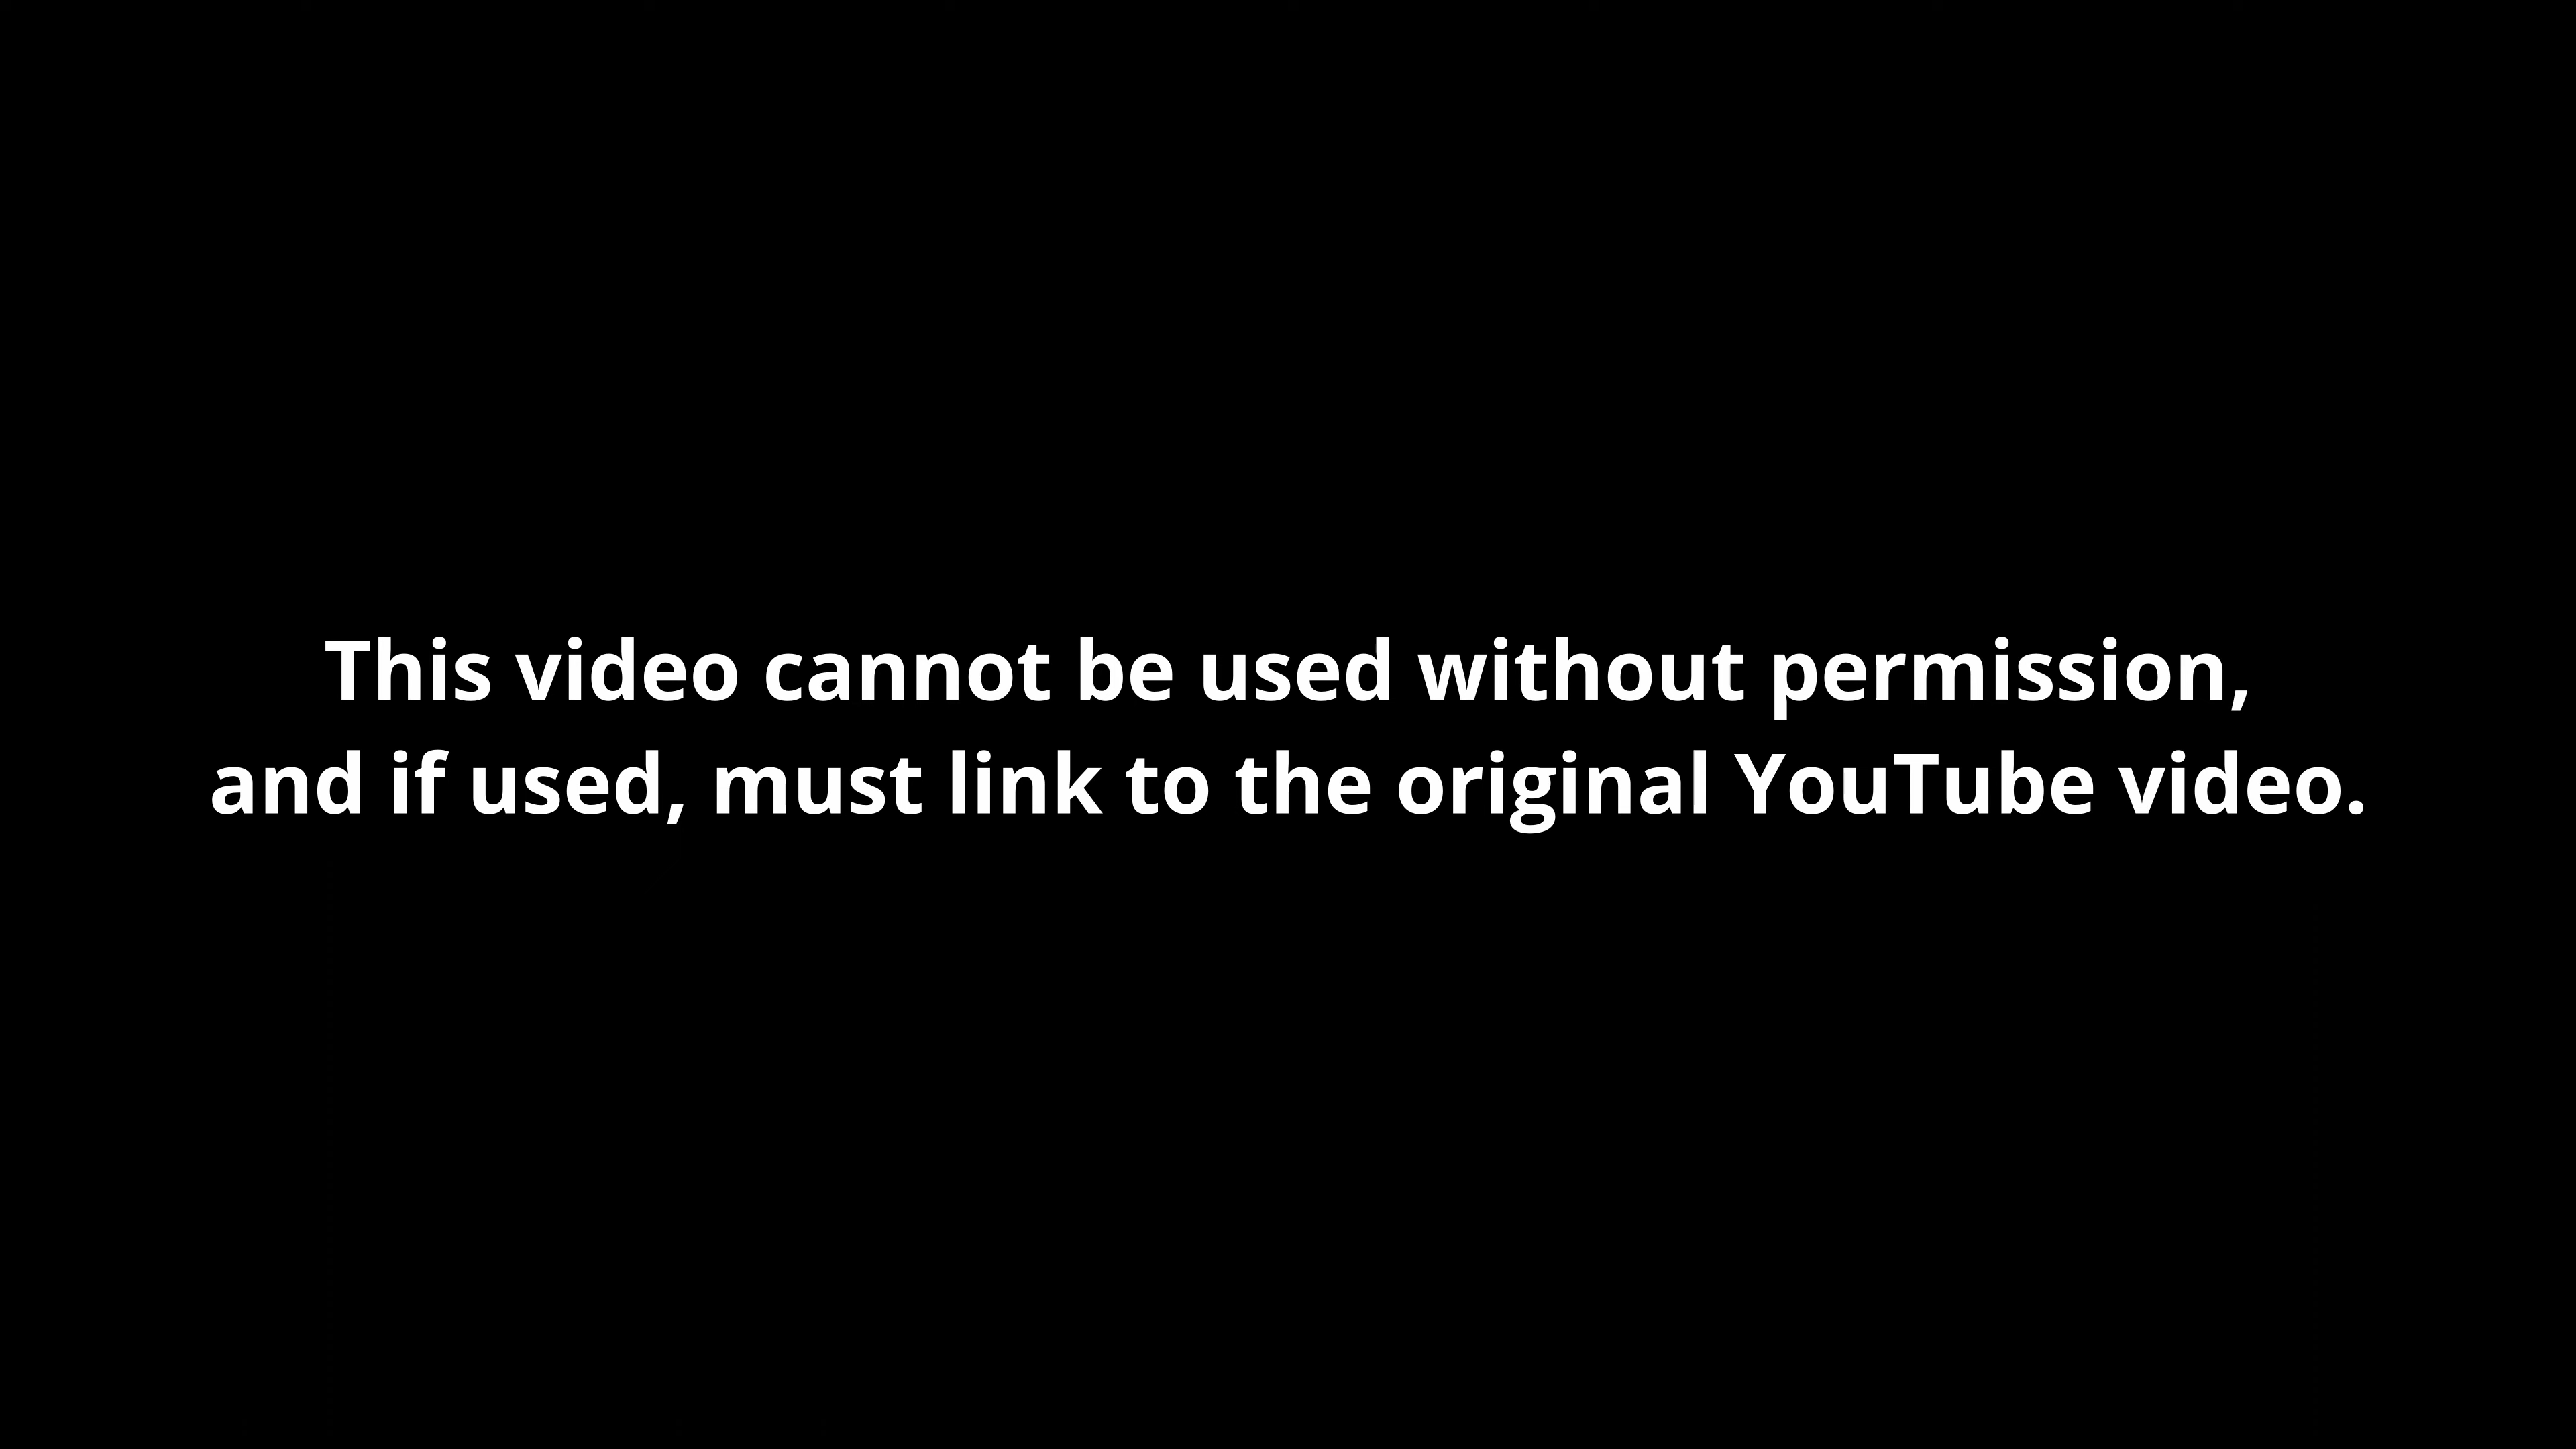 This video cannot be used without permission,
and if used, must link to the original YouTube video.